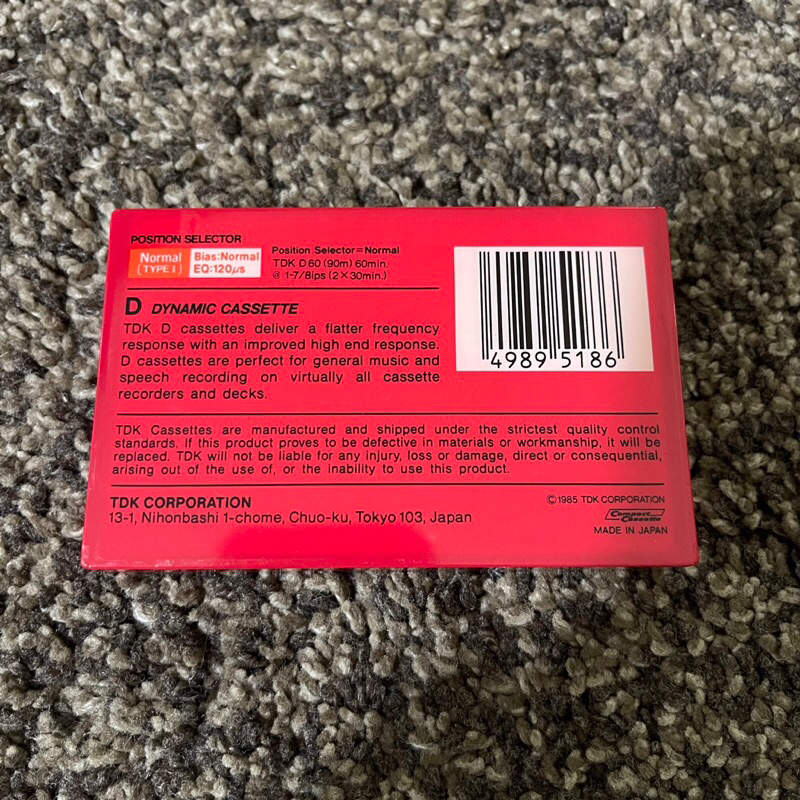 POSITION SELECTOR
Normal
(TYPE I)
Bias:Normal
EQ:120μs
Position Selector=Normal
TDK D60 (90m) 60min.
@ 1-7/8ips (2×30min.)
D DYNAMIC CASSETTE
TDK D cassettes deliver a flatter frequency
response with an improved high end response.
D cassettes are perfect for general music and
speech recording on virtually all cassette
recorders and decks.
4989 5186
TDK Cassettes are manufactured and shipped under the strictest quality control
standards. If this product proves to be defective in materials or workmanship, it will be
replaced. TDK will not be liable for any injury, loss or damage, direct or consequential,
arising out of the use of, or the inability to use this product.
TDK CORPORATION
13-1, Nihonbashi 1-chome, Chuo-ku, Tokyo 103, Japan
©1985 TDK CORPORATION
Compact
Cassette
MADE IN JAPAN